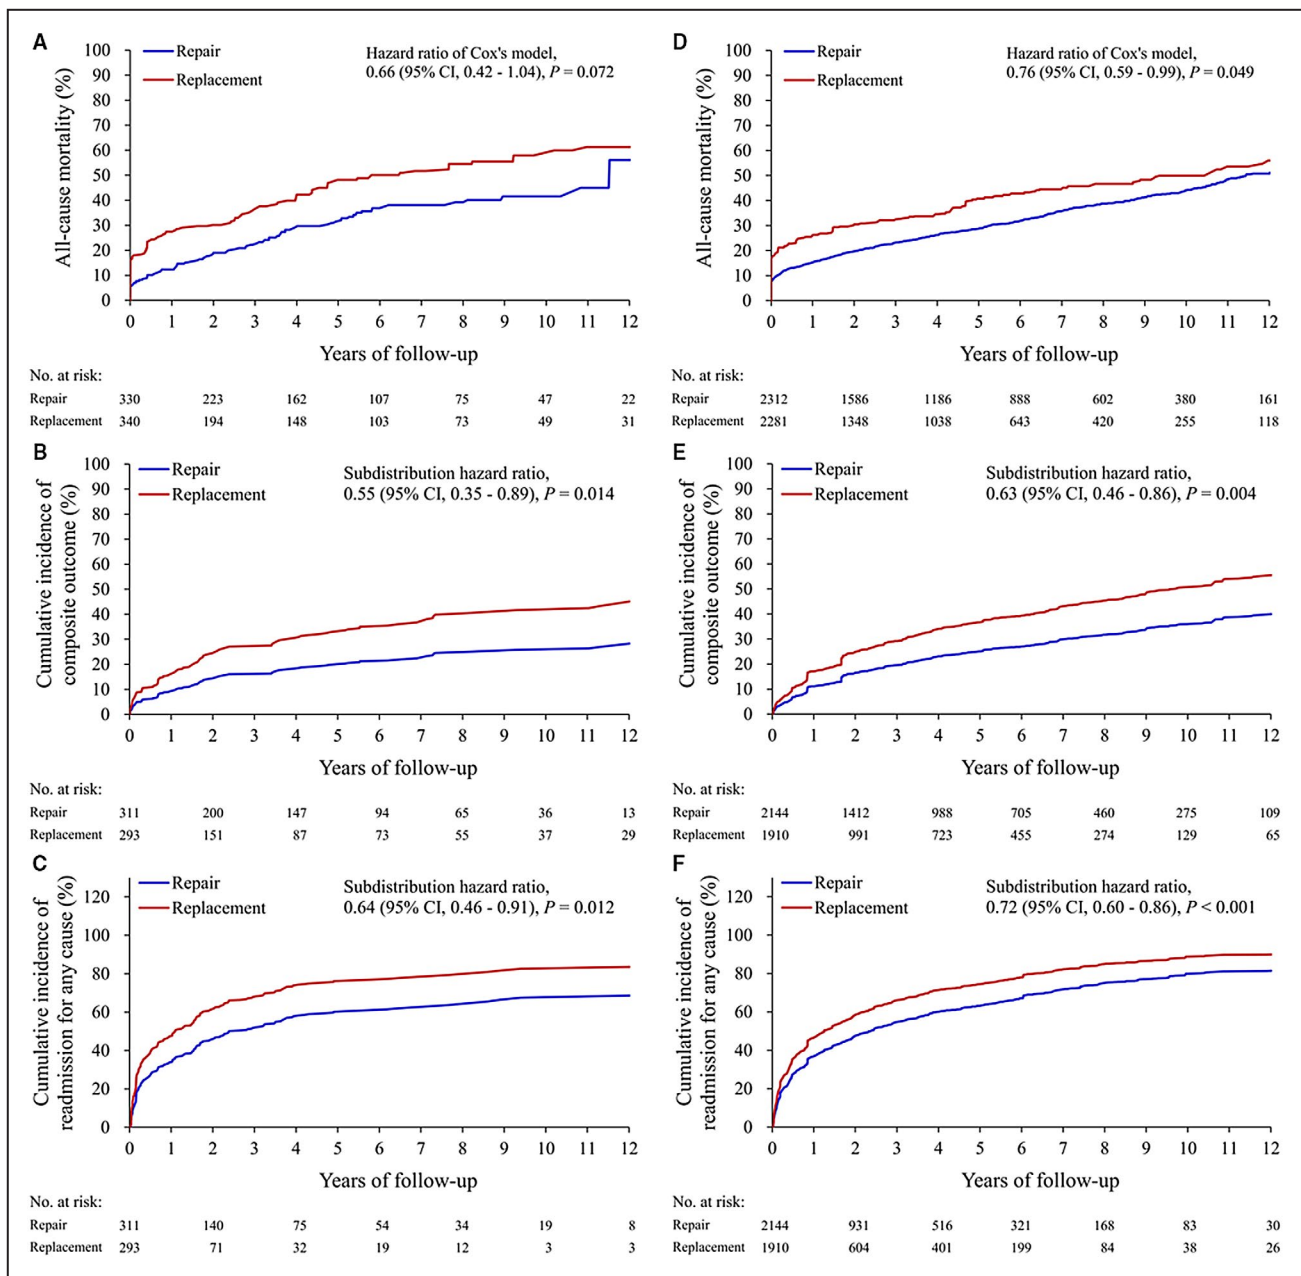 A
100
90
80
70
60
50
40
30
20
10
0
All-cause mortality (%)
Repair
Replacement
Hazard ratio of Cox's model,
0.66 (95% CI, 0.42 - 1.04), P = 0.072
0 1 2 3 4 5 6 7 8 9 10 11 12
Years of follow-up
No. at risk:
Repair 330 223 162 107 75 47 22
Replacement 340 194 148 103 73 49 31
D
100
90
80
70
60
50
40
30
20
10
0
All-cause mortality (%)
Repair
Replacement
Hazard ratio of Cox's model,
0.76 (95% CI, 0.59 - 0.99), P = 0.049
0 1 2 3 4 5 6 7 8 9 10 11 12
Years of follow-up
No. at risk:
Repair 2312 1586 1186 888 602 380 161
Replacement 2281 1348 1038 643 420 255 118
B
100
90
80
70
60
50
40
30
20
10
0
Cumulative incidence of
composite outcome (%)
Repair
Replacement
Subdistribution hazard ratio,
0.55 (95% CI, 0.35 - 0.89), P = 0.014
0 1 2 3 4 5 6 7 8 9 10 11 12
Years of follow-up
No. at risk:
Repair 311 200 147 94 65 36 13
Replacement 293 151 87 73 55 37 29
E
100
90
80
70
60
50
40
30
20
10
0
Cumulative incidence of
composite outcome (%)
Repair
Replacement
Subdistribution hazard ratio,
0.63 (95% CI, 0.46 - 0.86), P = 0.004
0 1 2 3 4 5 6 7 8 9 10 11 12
Years of follow-up
No. at risk:
Repair 2144 1412 988 705 460 275 109
Replacement 1910 991 723 455 274 129 65
C
120
100
80
60
40
20
0
Cumulative incidence of
readmission for any cause (%)
Repair
Replacement
Subdistribution hazard ratio,
0.64 (95% CI, 0.46 - 0.91), P = 0.012
0 1 2 3 4 5 6 7 8 9 10 11 12
Years of follow-up
No. at risk:
Repair 311 140 75 54 34 19 8
Replacement 293 71 32 19 12 3 3
F
120
100
80
60
40
20
0
Cumulative incidence of
readmission for any cause (%)
Repair
Replacement
Subdistribution hazard ratio,
0.72 (95% CI, 0.60 - 0.86), P < 0.001
0 1 2 3 4 5 6 7 8 9 10 11 12
Years of follow-up
No. at risk:
Repair 2144 931 516 321 168 83 30
Replacement 1910 604 401 199 84 38 26